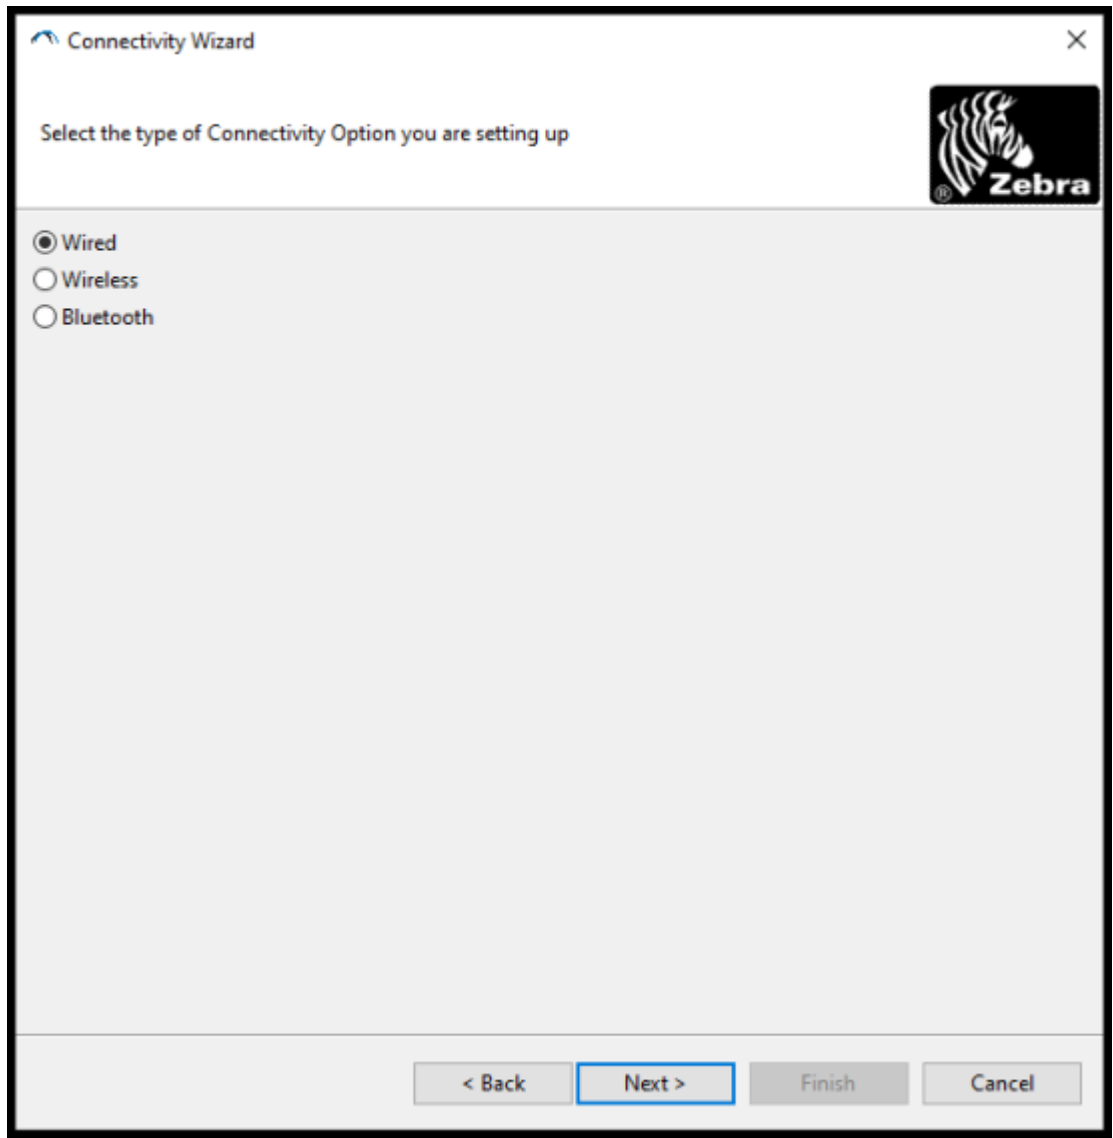 Connectivity Wizard
Select the type of Connectivity Option you are setting up
® Zebra
Wired
Wireless
Bluetooth
< Back Next > Finish Cancel